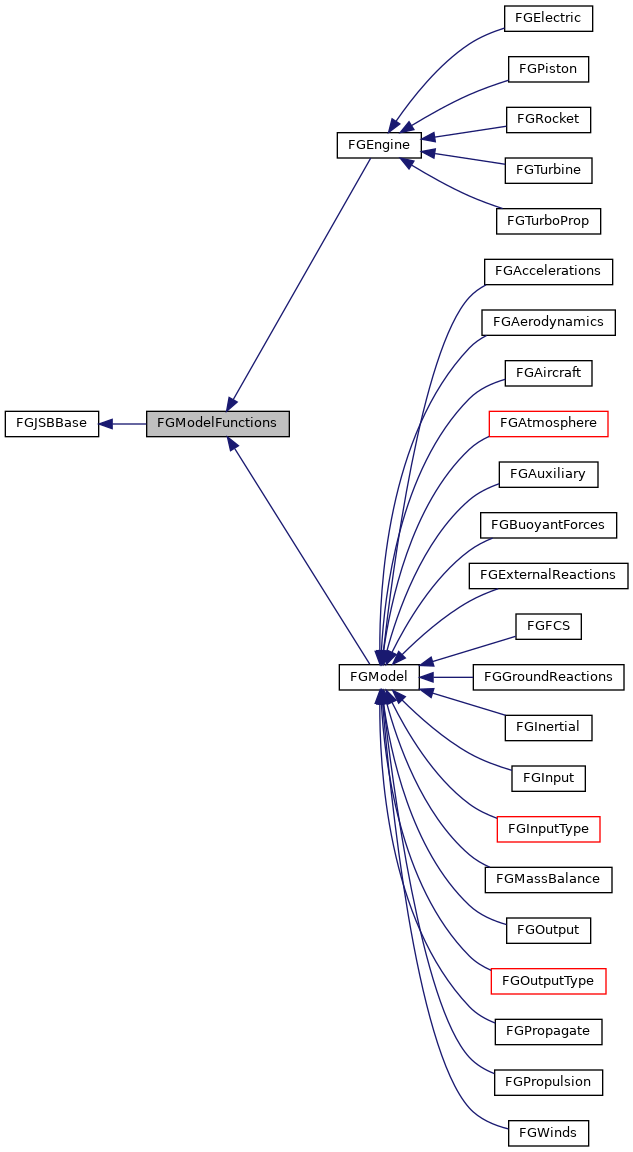 FGElectric
FGPiston
FGRocket
FGEngine
FGTurbine
FGTurboProp
FGAccelerations
FGAerodynamics
FGAircraft
FGJSBBase
FGModelFunctions
FGAtmosphere
FGAuxiliary
FGBuoyantForces
FGExternalReactions
FGFCS
FGModel
FGGroundReactions
FGInertial
FGInput
FGInputType
FGMassBalance
FGOutput
FGOutputType
FGPropagate
FGPropulsion
FGWinds